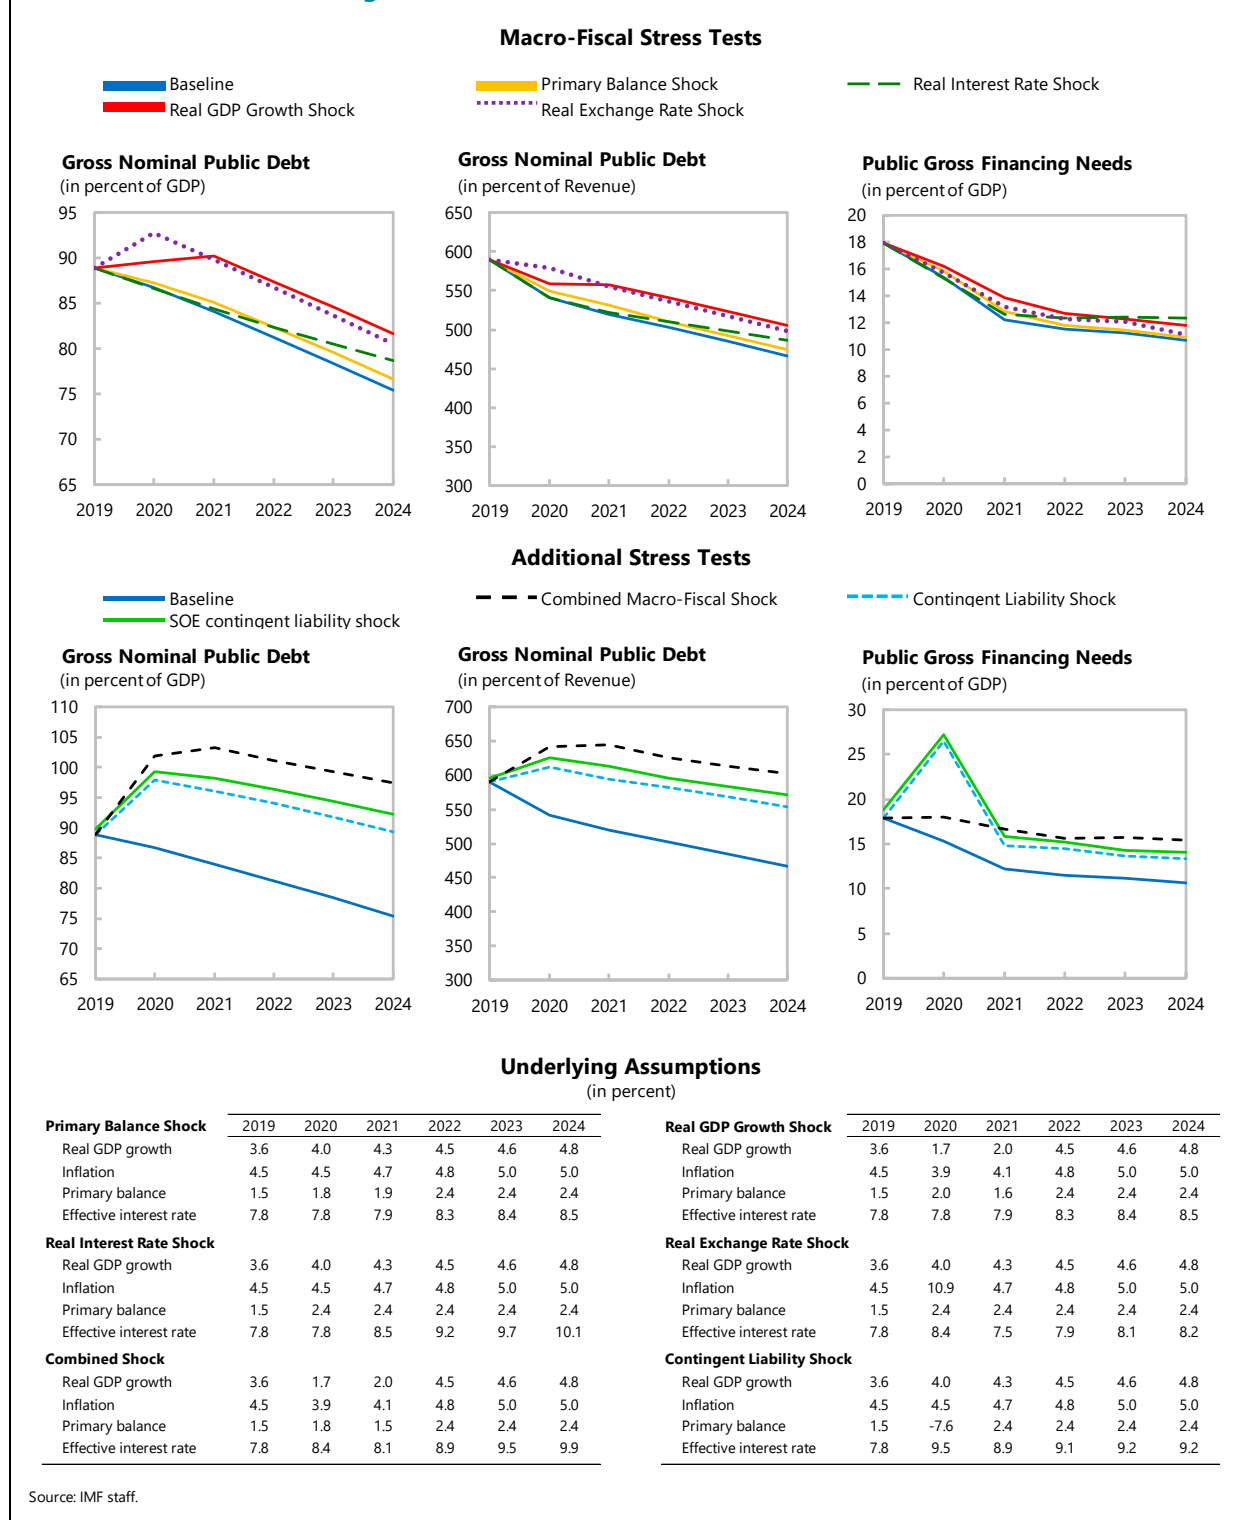 Macro-Fiscal Stress Tests
Baseline Primary Balance Shock Real Interest Rate Shock
Real GDP Growth Shock Real Exchange Rate Shock
Gross Nominal Public Debt Gross Nominal Public Debt Public Gross Financing Needs
(in percent of GDP) (in percent of Revenue) (in percent of GDP)
95 650 20
90 600 18
85 550 16
80 500 14
75 450 12
70 400 10
65 350 8
300 6
4
2
0
2019 2020 2021 2022 2023 2024 2019 2020 2021 2022 2023 2024 2019 2020 2021 2022 2023 2024
Additional Stress Tests
Baseline Combined Macro-Fiscal Shock Contingent Liability Shock
SOE contingent liability shock
Gross Nominal Public Debt Gross Nominal Public Debt Public Gross Financing Needs
(in percent of GDP) (in percent of Revenue) (in percent of GDP)
110 700 30
105 650 25
100 600 20
95 550 15
90 500 10
85 450 5
80 400 0
75 350
70 300
65
2019 2020 2021 2022 2023 2024 2019 2020 2021 2022 2023 2024 2019 2020 2021 2022 2023 2024
Underlying Assumptions
(in percent)
Primary Balance Shock 2019 2020 2021 2022 2023 2024 Real GDP Growth Shock 2019 2020 2021 2022 2023 2024
Real GDP growth 3.6 4.0 4.3 4.5 4.6 4.8 Real GDP growth 3.6 1.7 2.0 4.5 4.6 4.8
Inflation 4.5 4.5 4.7 4.8 5.0 5.0 Inflation 4.5 3.9 4.1 4.8 5.0 5.0
Primary balance 1.5 1.8 1.9 2.4 2.4 2.4 Primary balance 1.5 2.0 1.6 2.4 2.4 2.4
Effective interest rate 7.8 7.8 7.9 8.3 8.4 8.5 Effective interest rate 7.8 7.8 7.9 8.3 8.4 8.5
Real Interest Rate Shock Real Exchange Rate Shock
Real GDP growth 3.6 4.0 4.3 4.5 4.6 4.8 Real GDP growth 3.6 4.0 4.3 4.5 4.6 4.8
Inflation 4.5 4.5 4.7 4.8 5.0 5.0 Inflation 4.5 10.9 4.7 4.8 5.0 5.0
Primary balance 1.5 2.4 2.4 2.4 2.4 2.4 Primary balance 1.5 2.4 2.4 2.4 2.4 2.4
Effective interest rate 7.8 7.8 8.5 9.2 9.7 10.1 Effective interest rate 7.8 8.4 7.5 7.9 8.1 8.2
Combined Shock Contingent Liability Shock
Real GDP growth 3.6 1.7 2.0 4.5 4.6 4.8 Real GDP growth 3.6 4.0 4.3 4.5 4.6 4.8
Inflation 4.5 3.9 4.1 4.8 5.0 5.0 Inflation 4.5 4.5 4.7 4.8 5.0 5.0
Primary balance 1.5 1.8 1.5 2.4 2.4 2.4 Primary balance 1.5 -7.6 2.4 2.4 2.4 2.4
Effective interest rate 7.8 8.4 8.1 8.9 9.5 9.9 Effective interest rate 7.8 9.5 8.9 9.1 9.2 9.2
Source: IMF staff.